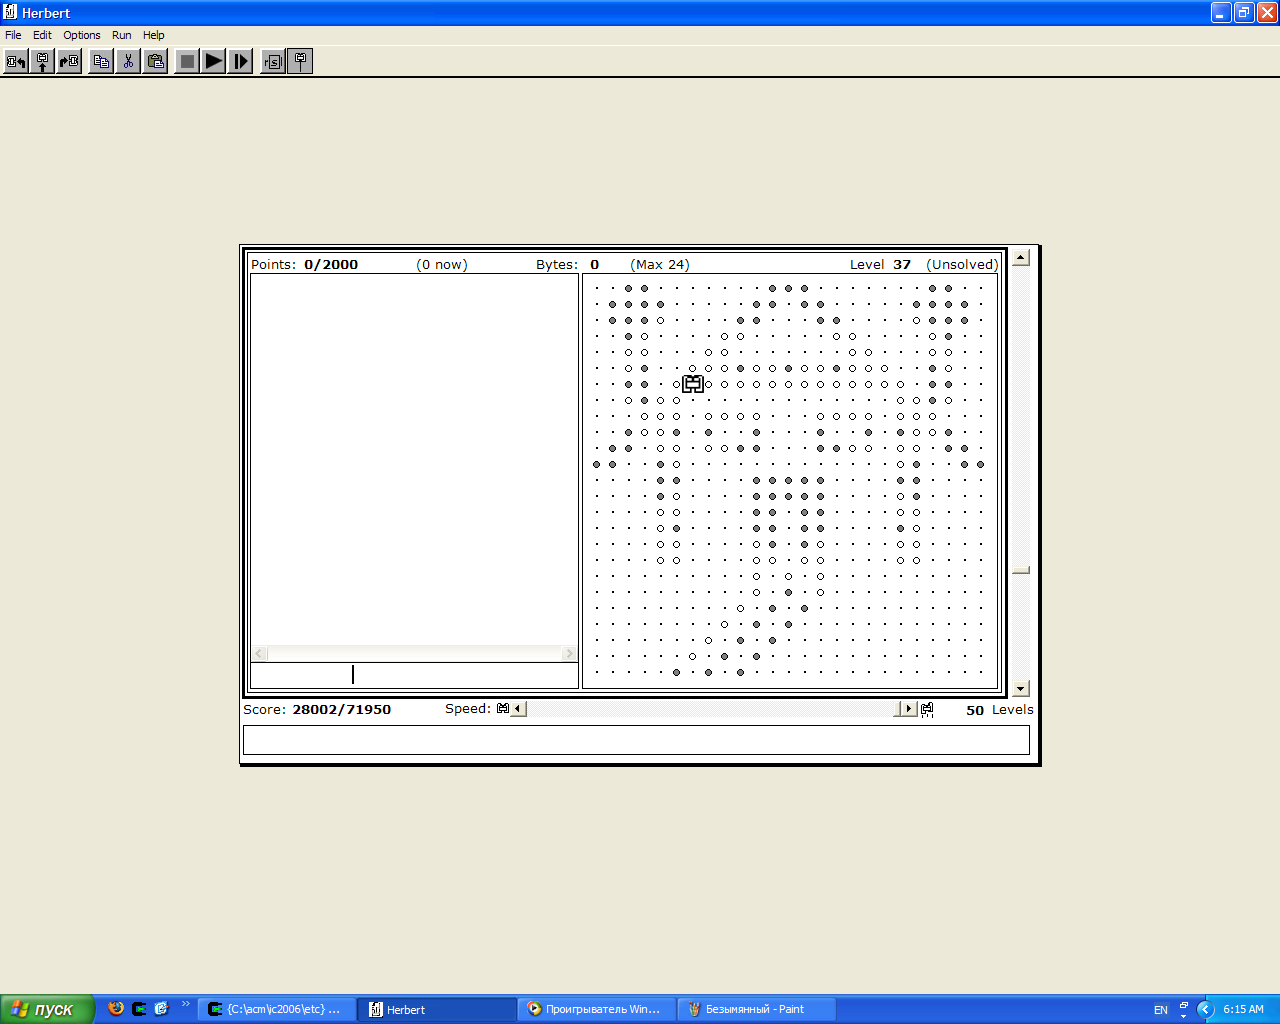 Herbert
File Edit Options Run Help
r s l
Points: 0/2000 (0 now) Bytes: 0 (Max 24) Level 37 (Unsolved)
Score: 28002/71950 Speed: 50 Levels
пуск {C:\acm\ic2006\etc} ... Herbert Проигрыватель Win... Безымянный - Paint EN 6:15 AM